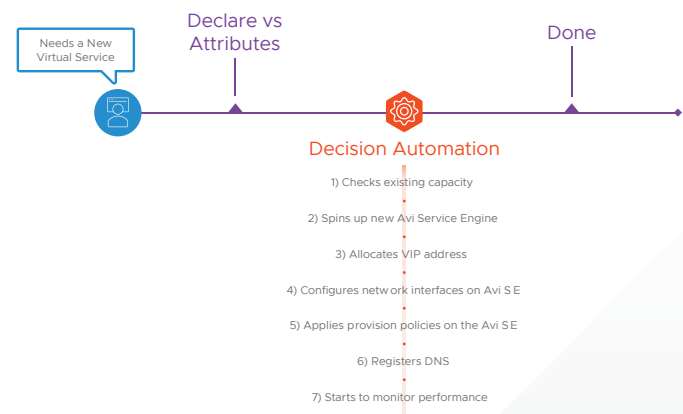 Needs a New
Virtual Service
Declare vs
Attributes
Done
Decision Automation
1) Checks existing capacity
2) Spins up new Avi Service Engine
3) Allocates VIP address
4) Configures network interfaces on Avi SE
5) Applies provision policies on the Avi SE
6) Registers DNS
7) Starts to monitor performance